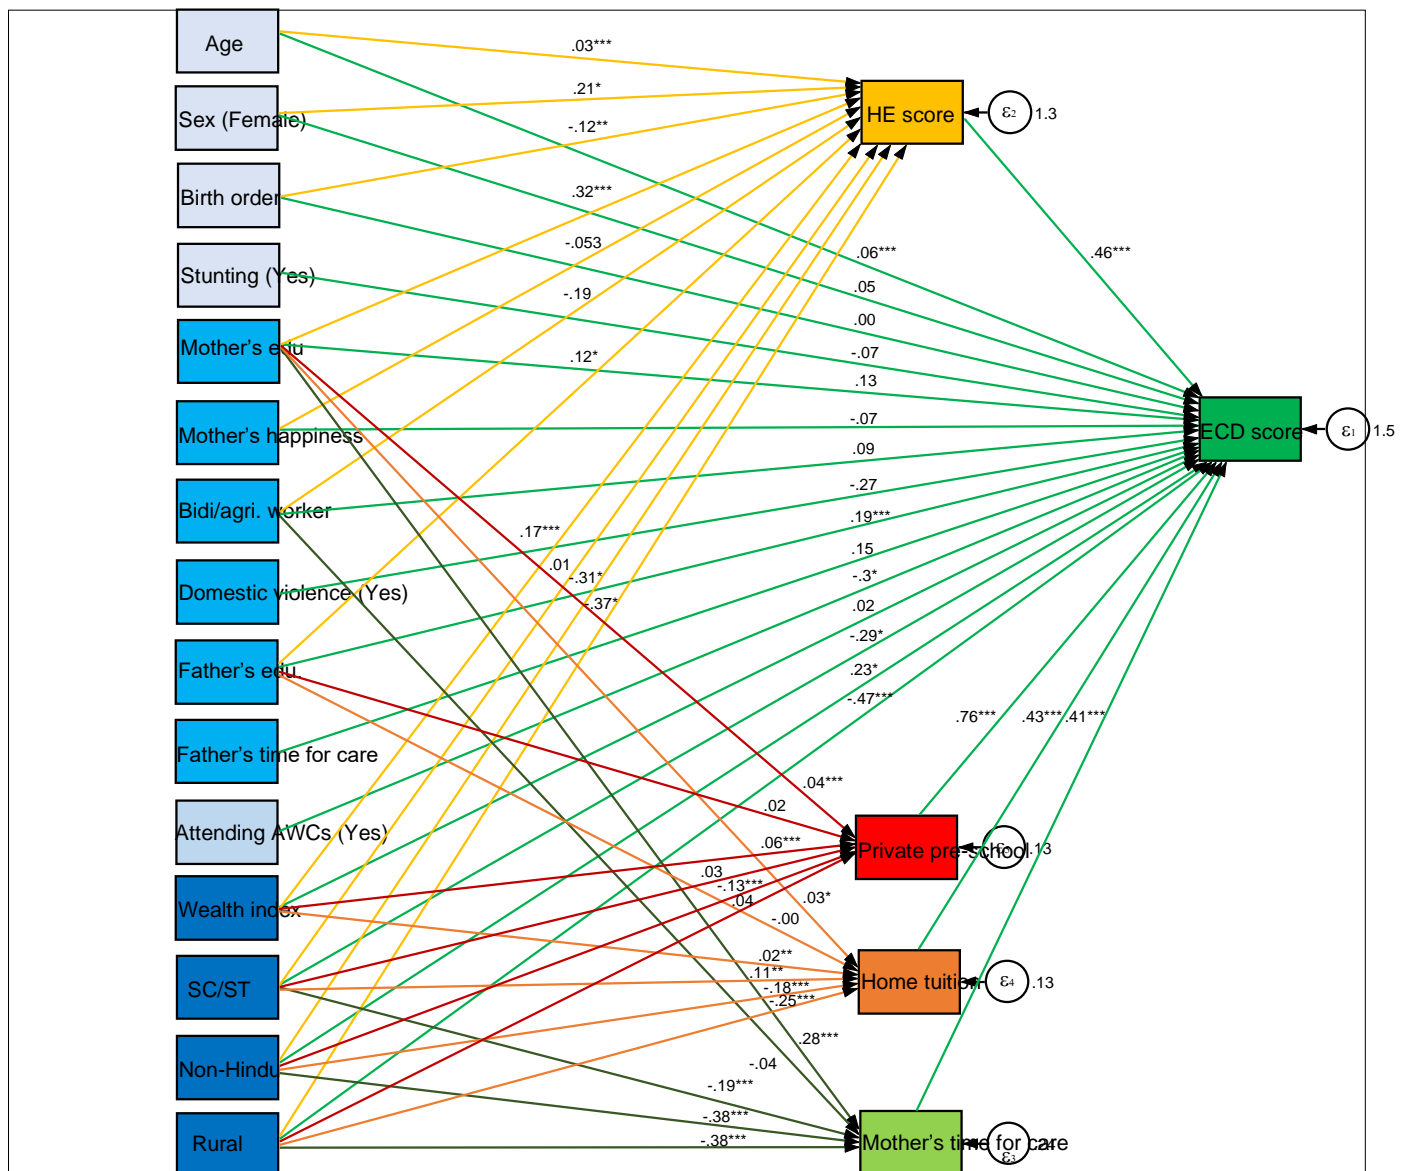 Age
.03***
Sex (Female)
.21*
HE score
ε2
1.3
-.12**
Birth order
.32***
-.053
.06***
.46***
Stunting (Yes)
-.19
.05
.00
Mother's edu
.12*
-.07
.13
Mother's happiness
-.07
ECD score
ε1
1.5
.09
Bidi/agri. worker
-.27
.17***
.19***
.01
.15
-.31*
-.3*
Domestic violence (Yes)
-.37*
.02
-.29*
Father's edu.
.23*
-.47***
.76***
.43***
.41***
Father's time for care
.04***
.02
Attending AWCs (Yes)
.06***
Private pre-school
.13
.03
-.13***
.04
.03*
Wealth index
-.00
.02**
.11**
Home tuition
ε4
.13
SC/ST
-.18***
-.25***
.28***
-.04
Non-Hindu
-.19***
-.38***
Rural
-.38***
Mother's time for care
ε3